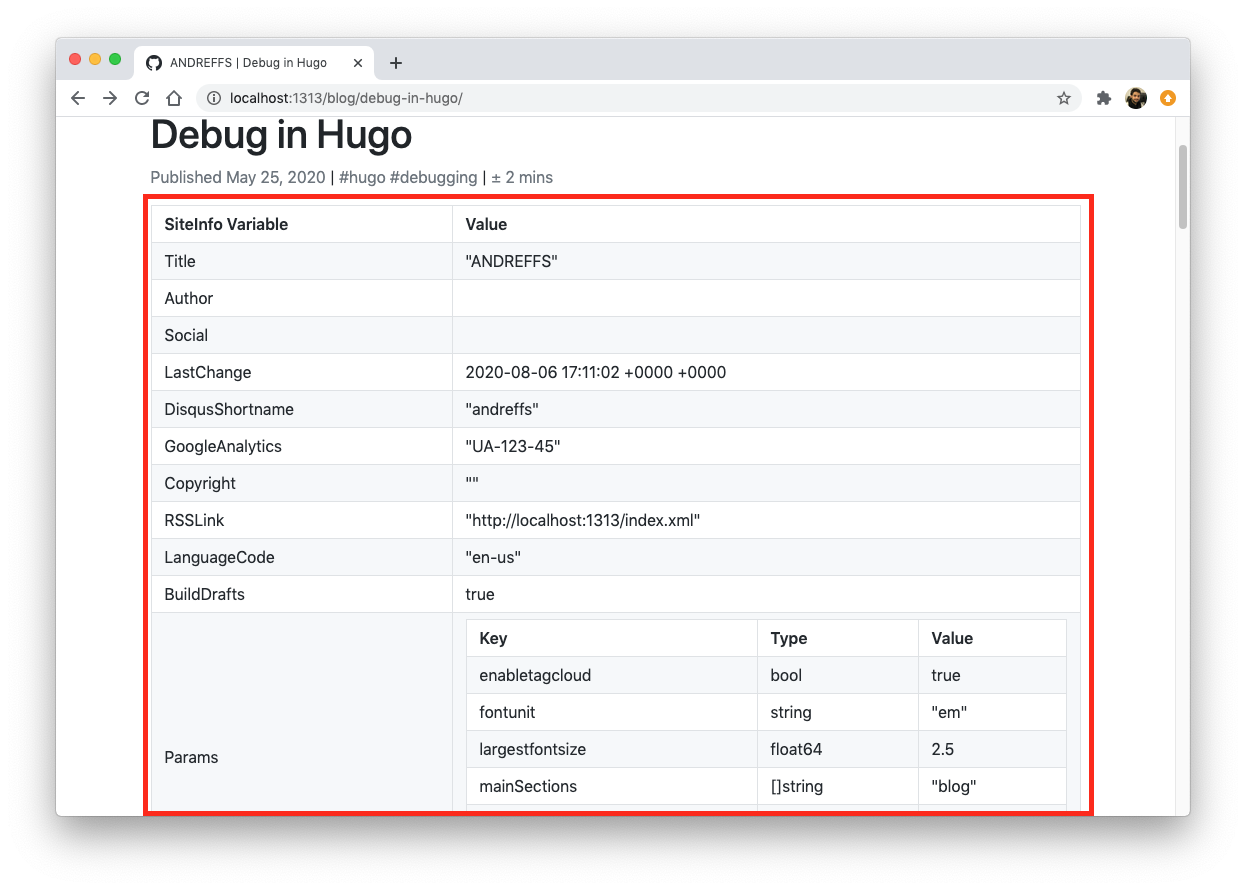 ANDREFFS | Debug in Hugo
localhost:1313/blog/debug-in-hugo/
Debug in Hugo
Published May 25, 2020 | #hugo #debugging | ± 2 mins
SiteInfo Variable Value
Title "ANDREFFS"
Author
Social
LastChange 2020-08-06 17:11:02 +0000 +0000
DisqusShortname "andreffs"
GoogleAnalytics "UA-123-45"
Copyright ""
RSSLink "http://localhost:1313/index.xml"
LanguageCode "en-us"
BuildDrafts true
Key Type Value
enabletagcloud bool true
fontunit string "em"
largestfontsize float64 2.5
Params
mainSections []string "blog"